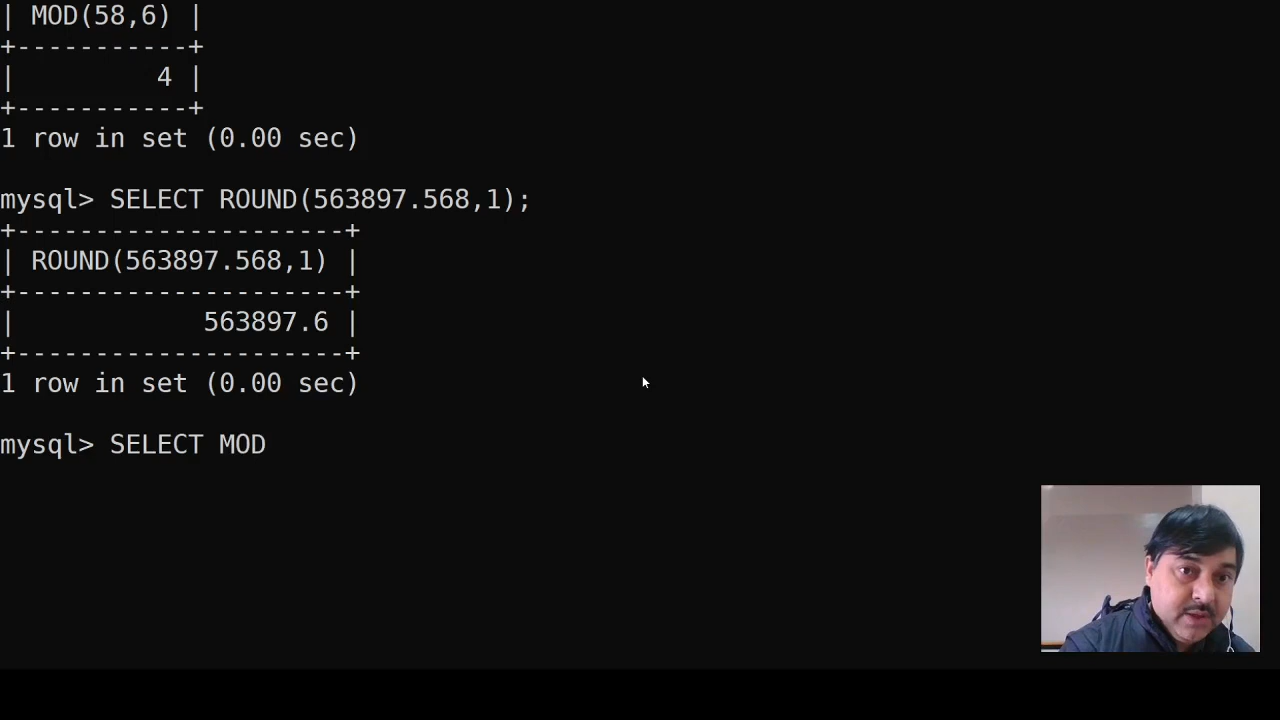 | MOD(58,6) |
+-----------+
|         4 |
+-----------+
1 row in set (0.00 sec)
mysql> SELECT ROUND(563897.568,1);
+---------------------+
| ROUND(563897.568,1) |
+---------------------+
|            563897.6 |
+---------------------+
1 row in set (0.00 sec)
mysql> SELECT MOD